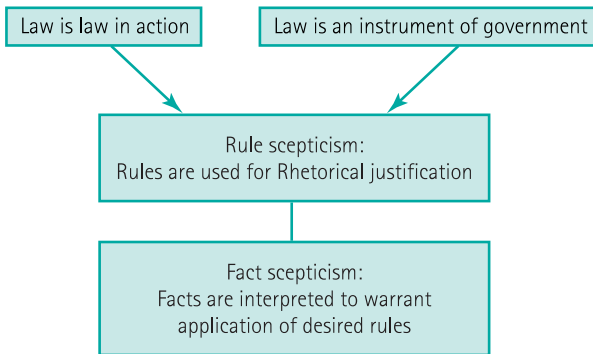 Law is law in action
Law is an instrument of government
Rule scepticism:
Rules are used for Rhetorical justification
Fact scepticism:
Facts are interpreted to warrant
application of desired rules